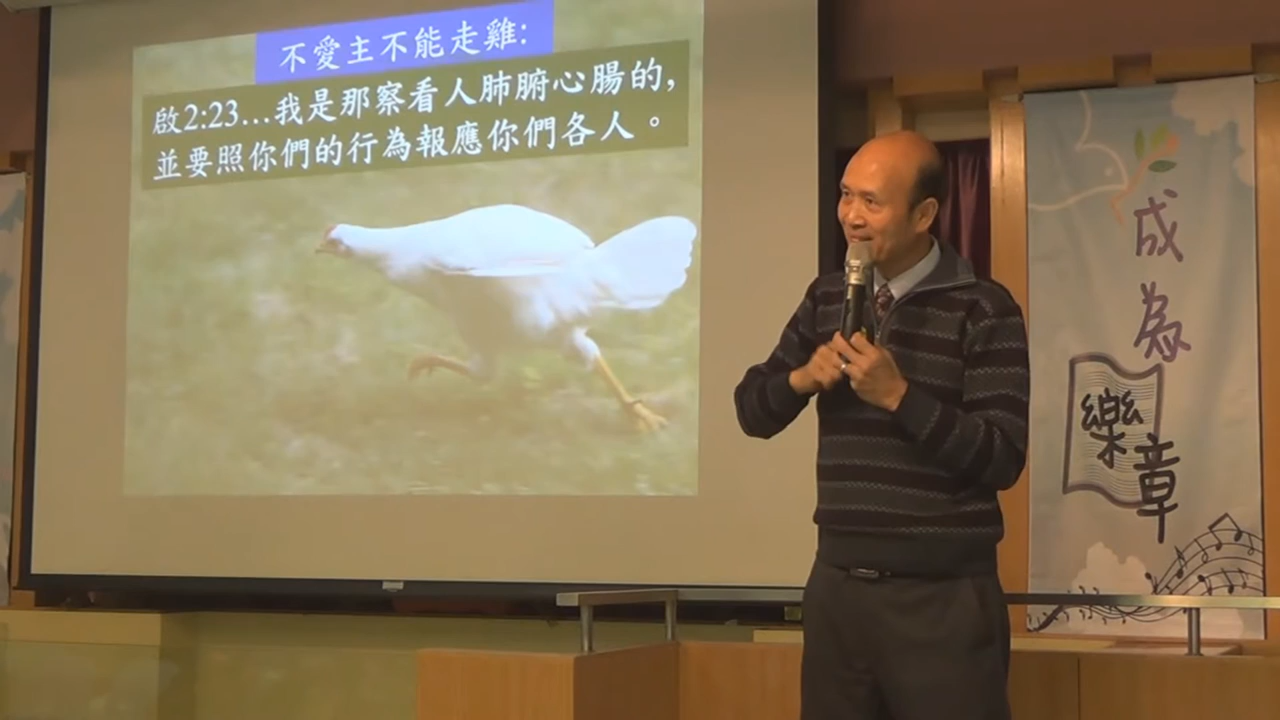 不愛主不能走雞:
啟2:23...我是那察看人肺腑心腸的,
並要照你們的行為報應你們各人。
成為
樂章